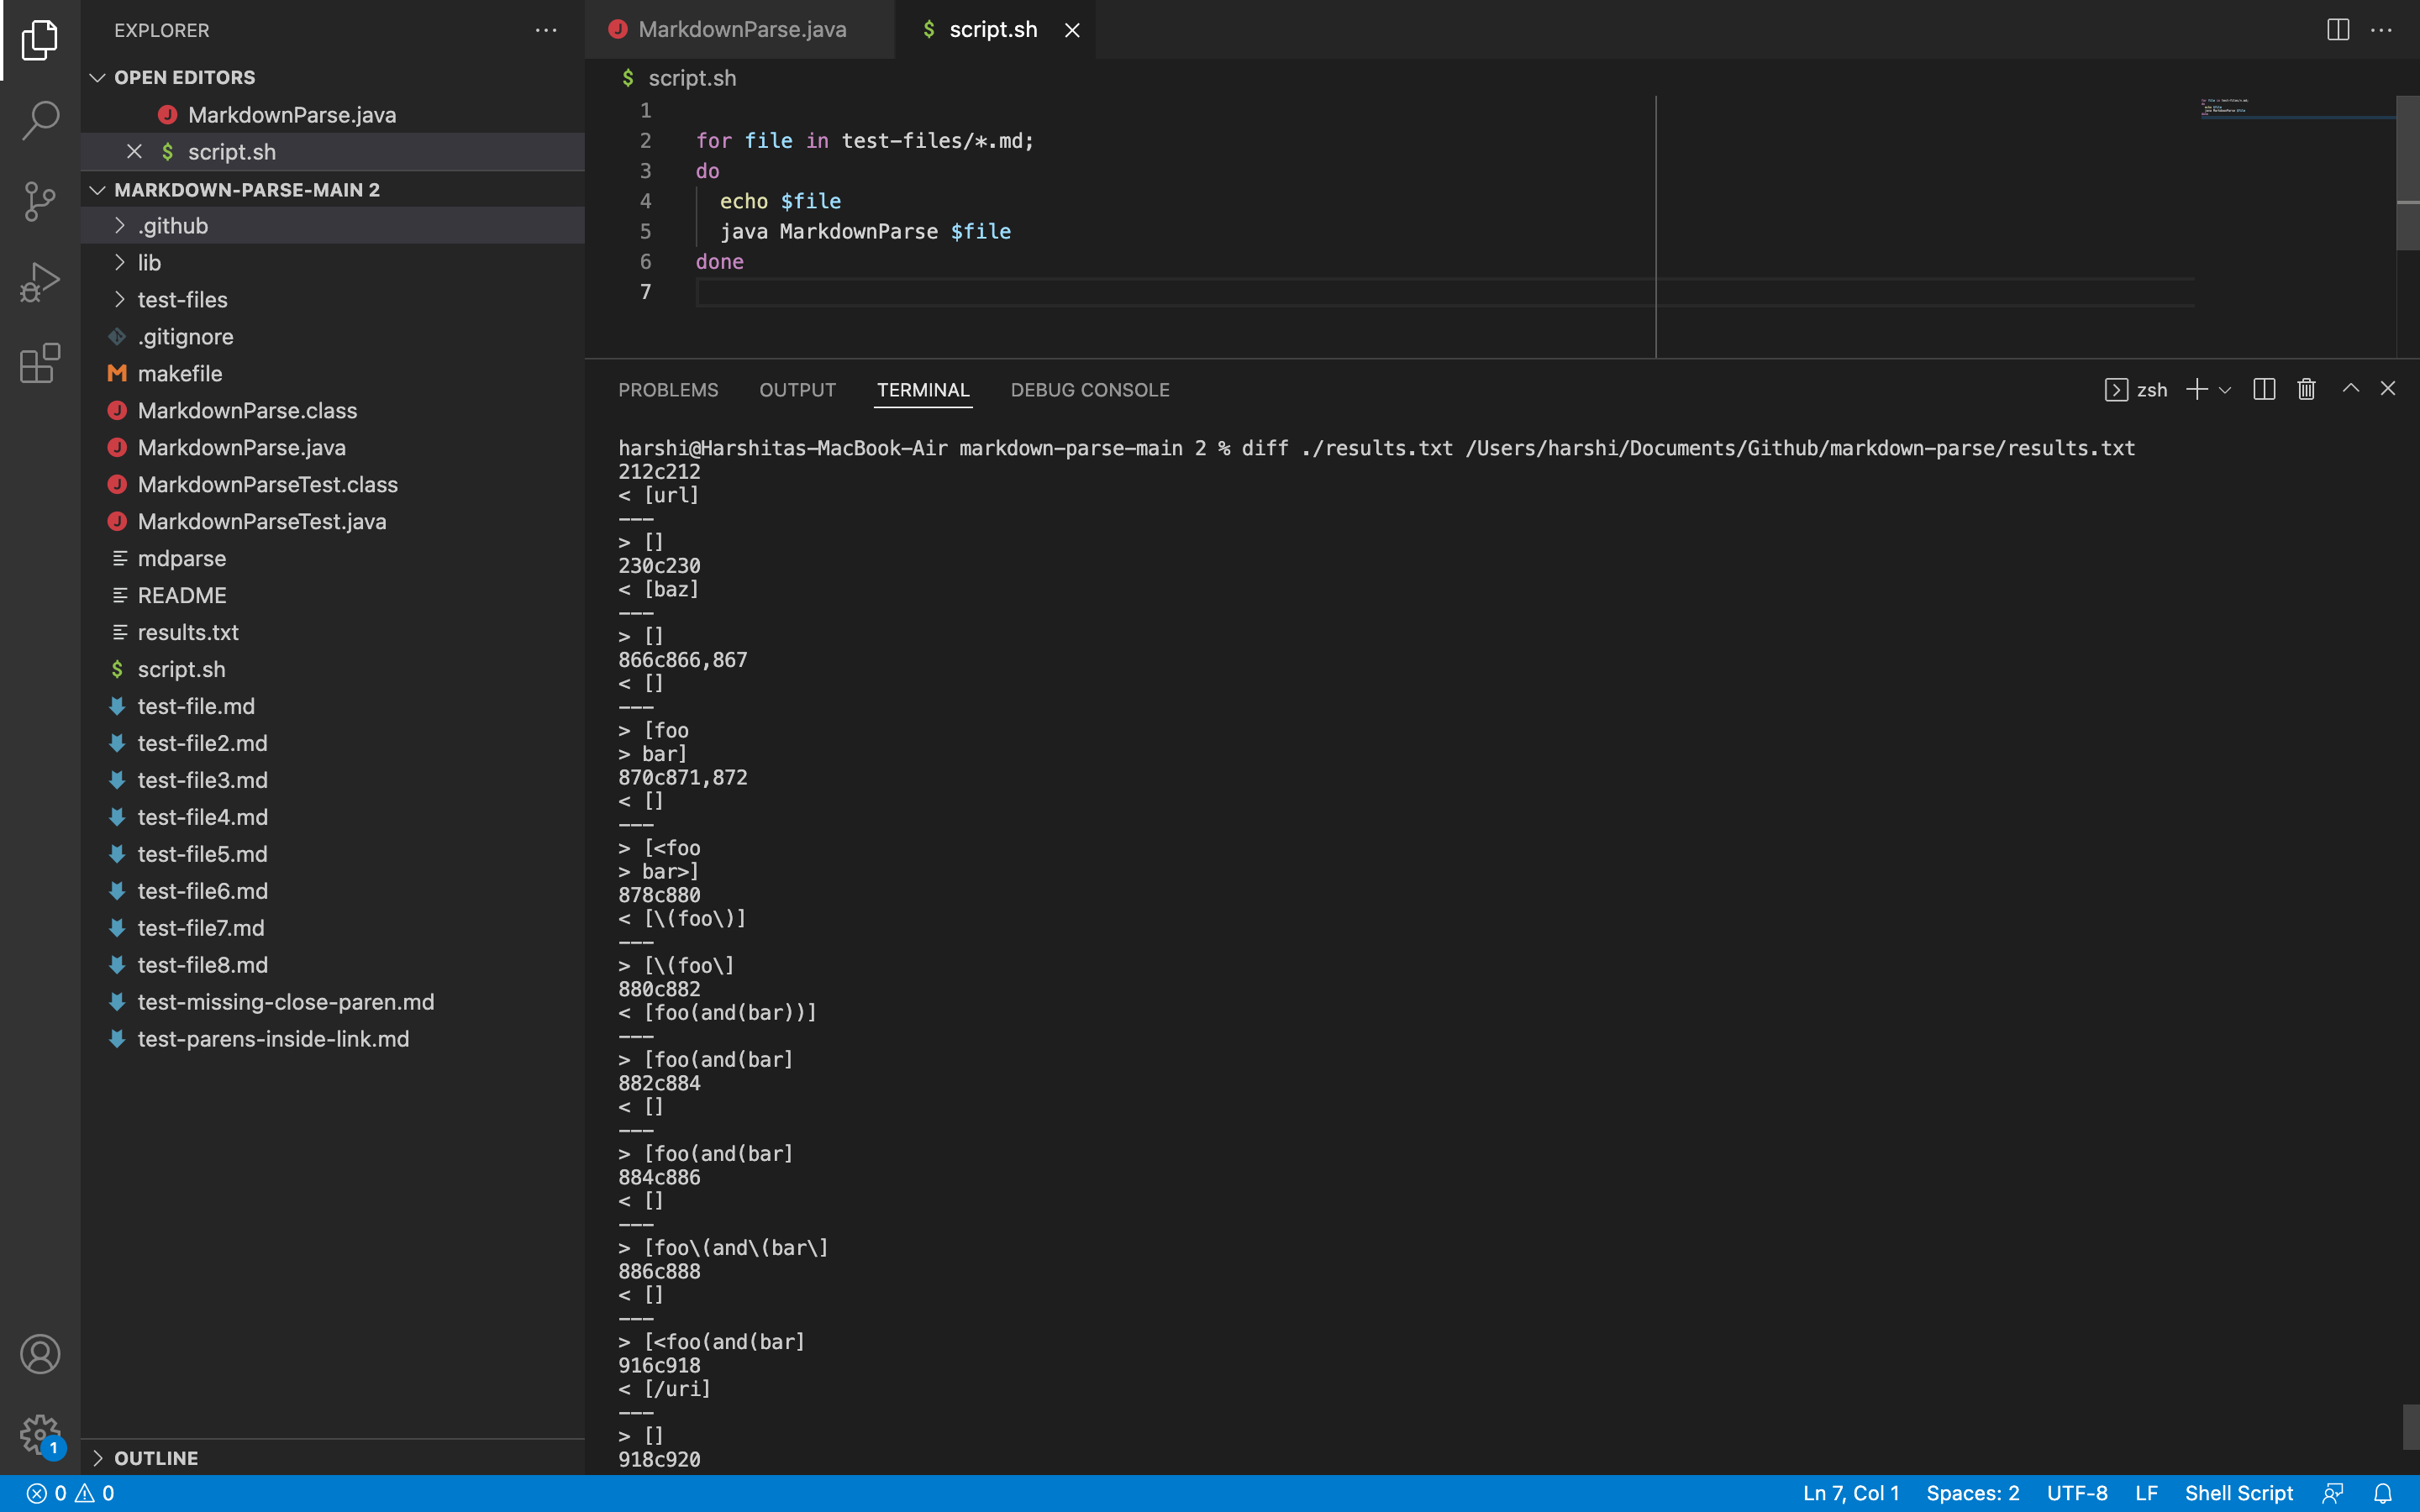 EXPLORER
OPEN EDITORS
MarkdownParse.java
$ script.sh
MARKDOWN-PARSE-MAIN 2
.github
lib
test-files
.gitignore
M makefile
J MarkdownParse.class
J MarkdownParse.java
J MarkdownParseTest.class
J MarkdownParseTest.java
mdparse
README
results.txt
$ script.sh
test-file.md
test-file2.md
test-file3.md
test-file4.md
test-file5.md
test-file6.md
test-file7.md
test-file8.md
test-missing-close-paren.md
test-parens-inside-link.md
OUTLINE
1
J MarkdownParse.java $ script.sh
$ script.sh
1
2 for file in test-files/*.md;
3 do
4 echo $file
5 java MarkdownParse $file
6 done
7
PROBLEMS OUTPUT TERMINAL DEBUG CONSOLE zsh
harshi@Harshitas-MacBook-Air markdown-parse-main 2 % diff ./results.txt /Users/harshi/Documents/Github/markdown-parse/results.txt
212c212
< [url]
---
> []
230c230
< [baz]
---
> []
866c866,867
< []
---
> [foo
> bar]
870c871,872
< []
---
> [<foo
> bar>]
878c880
< [\(foo\)]
---
> [\(foo\]
880c882
< [foo(and(bar))]
---
> [foo(and(bar]
882c884
< []
---
> [foo(and(bar]
884c886
< []
---
> [foo\(and\(bar\]
886c888
< []
---
> [<foo(and(bar]
916c918
< [/uri]
---
> []
918c920
0 0 Ln 7, Col 1 Spaces: 2 UTF-8 LF Shell Script